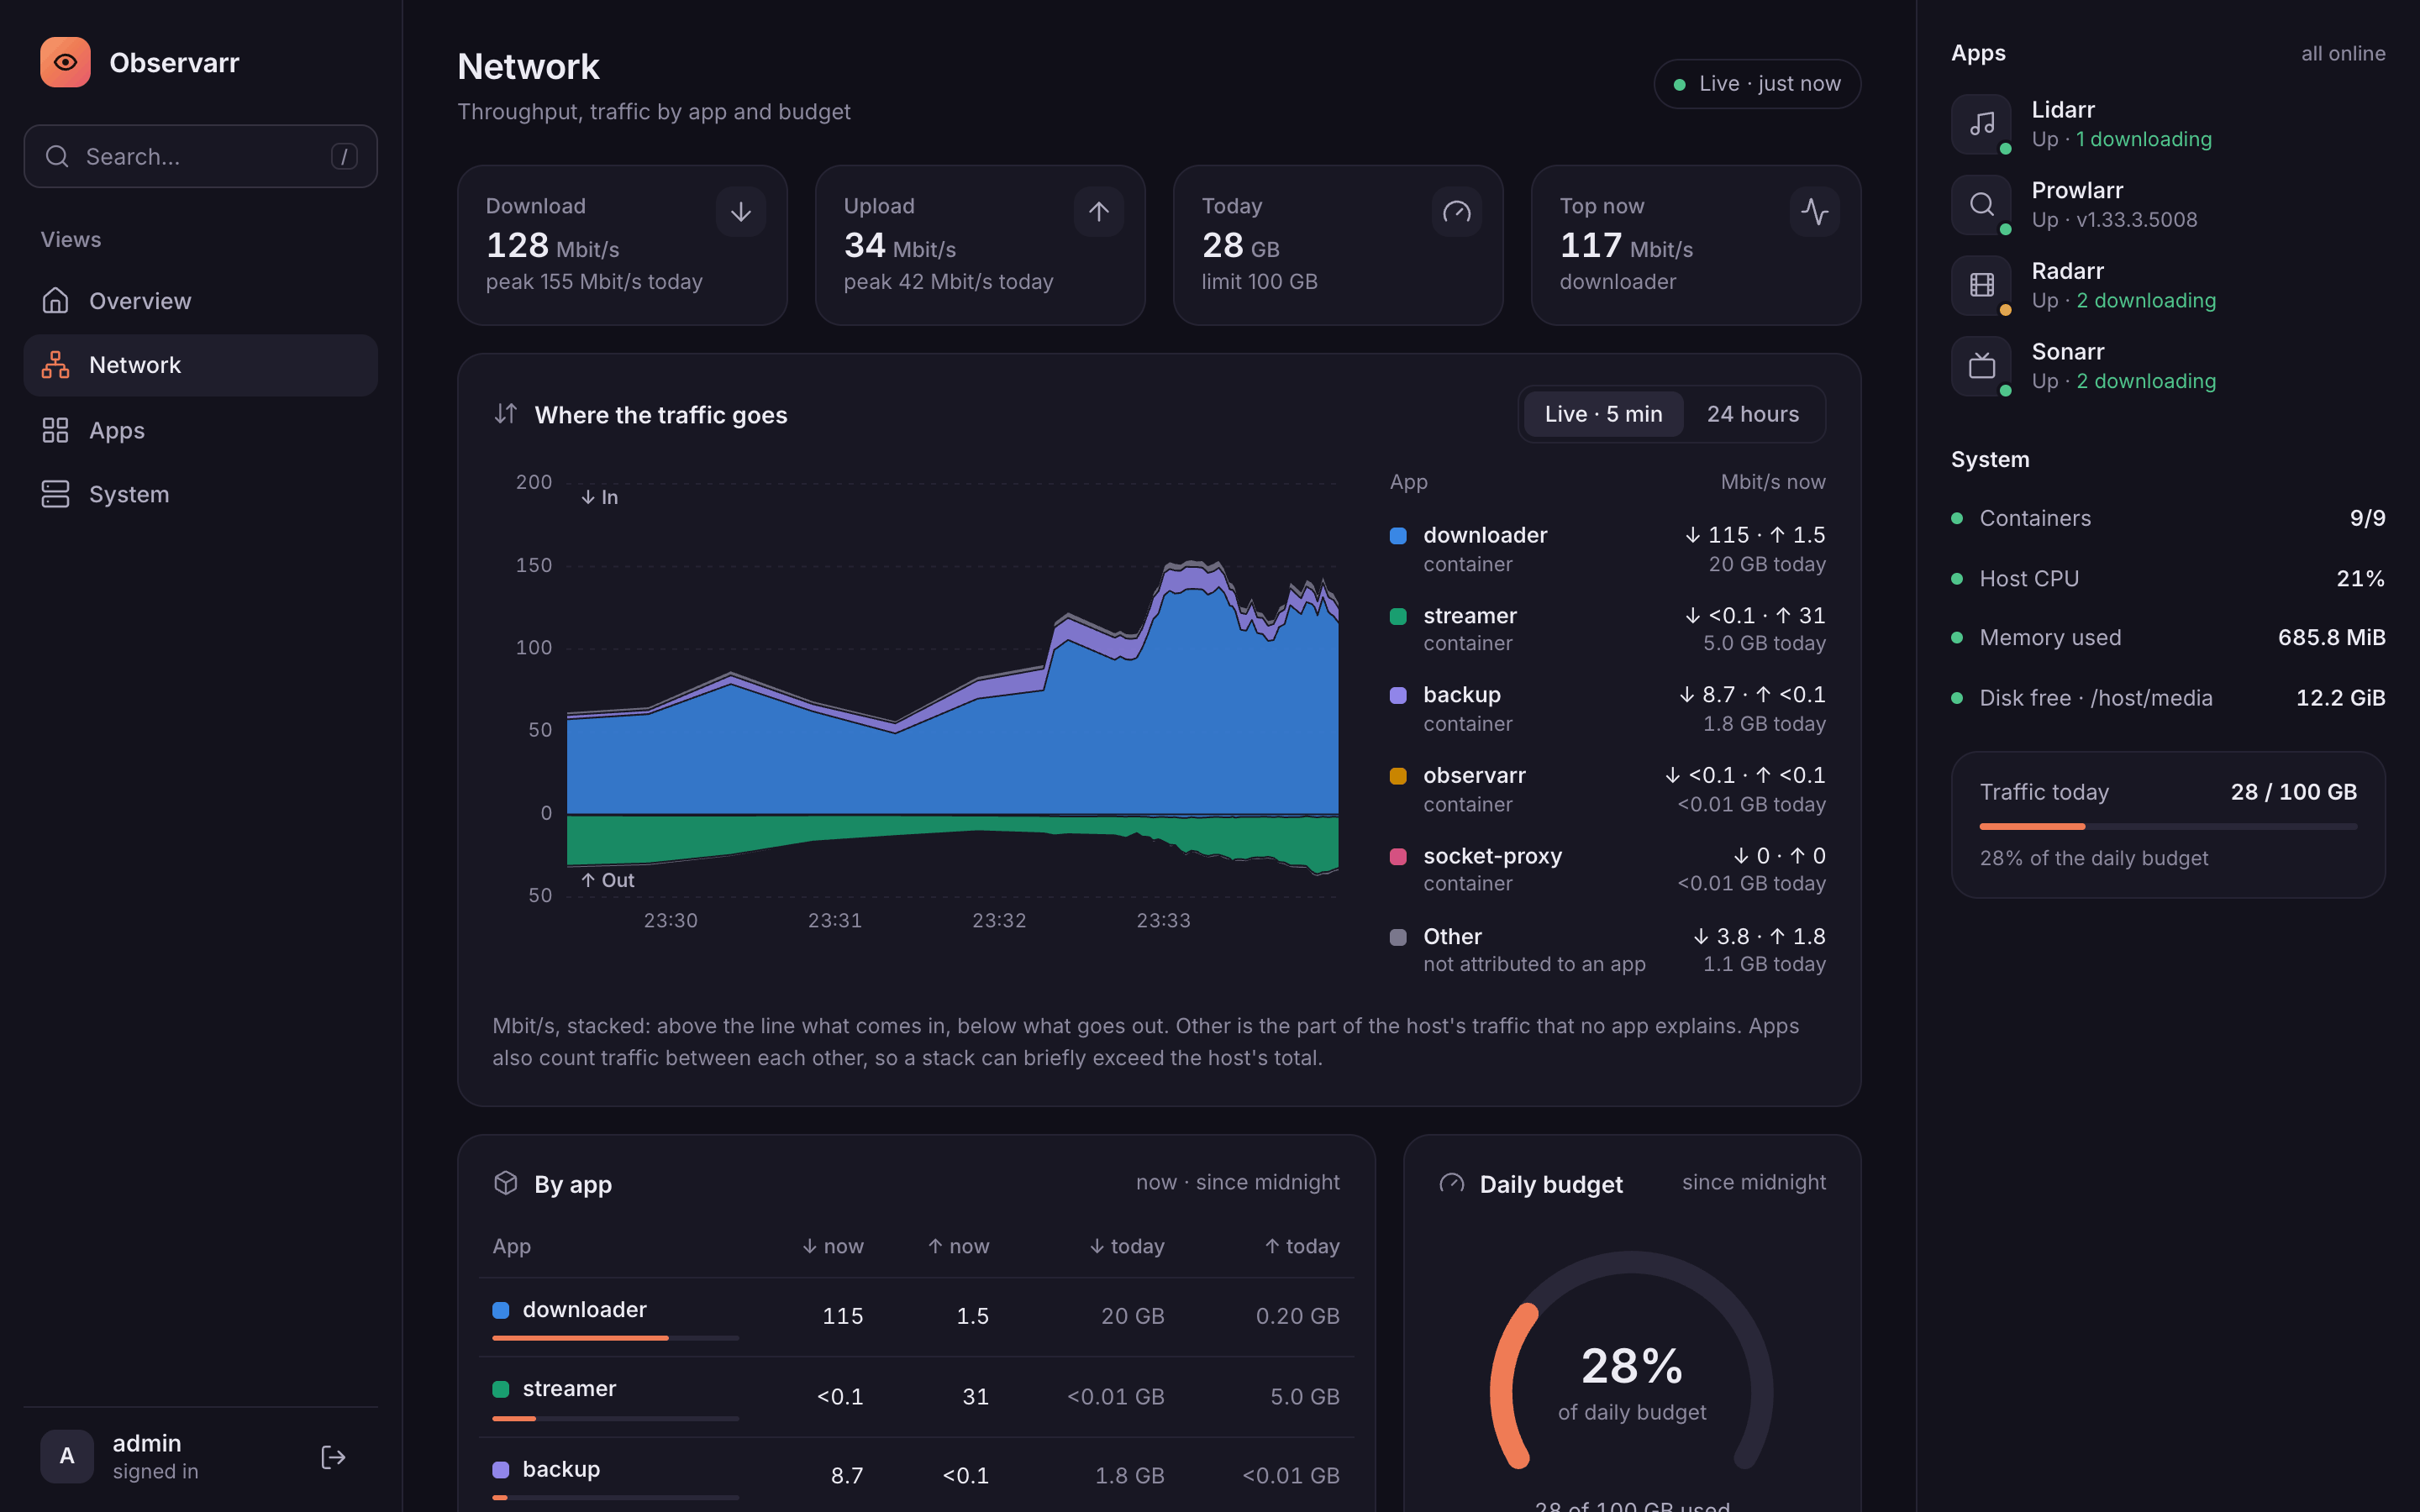 Observarr
Search...
/
Views
Overview
Network
Apps
System
A
admin
signed in
Network
Throughput, traffic by app and budget
Live · just now
Download
128 Mbit/s
peak 155 Mbit/s today
Upload
34 Mbit/s
peak 42 Mbit/s today
Today
28 GB
limit 100 GB
Top now
117 Mbit/s
downloader
Where the traffic goes
Live · 5 min
24 hours
200
150
100
50
0
50
↓ In
↑ Out
23:30
23:31
23:32
23:33
App
Mbit/s now
downloader ↓ 115 · ↑ 1.5
container 20 GB today
streamer ↓ <0.1 · ↑ 31
container 5.0 GB today
backup ↓ 8.7 · ↑ <0.1
container 1.8 GB today
observarr ↓ <0.1 · ↑ <0.1
container <0.01 GB today
socket-proxy ↓ 0 · ↑ 0
container <0.01 GB today
Other ↓ 3.8 · ↑ 1.8
not attributed to an app 1.1 GB today
Mbit/s, stacked: above the line what comes in, below what goes out. Other is the part of the host's traffic that no app explains. Apps
also count traffic between each other, so a stack can briefly exceed the host's total.
By app
now · since midnight
App ↓ now ↑ now ↓ today ↑ today
downloader 115 1.5 20 GB 0.20 GB
streamer <0.1 31 <0.01 GB 5.0 GB
backup 8.7 <0.1 1.8 GB <0.01 GB
Daily budget
since midnight
28%
of daily budget
28 of 100 GB used
Apps
all online
Lidarr
Up · 1 downloading
Prowlarr
Up · v1.33.3.5008
Radarr
Up · 2 downloading
Sonarr
Up · 2 downloading
System
Containers 9/9
Host CPU 21%
Memory used 685.8 MiB
Disk free · /host/media 12.2 GiB
Traffic today 28 / 100 GB
28% of the daily budget